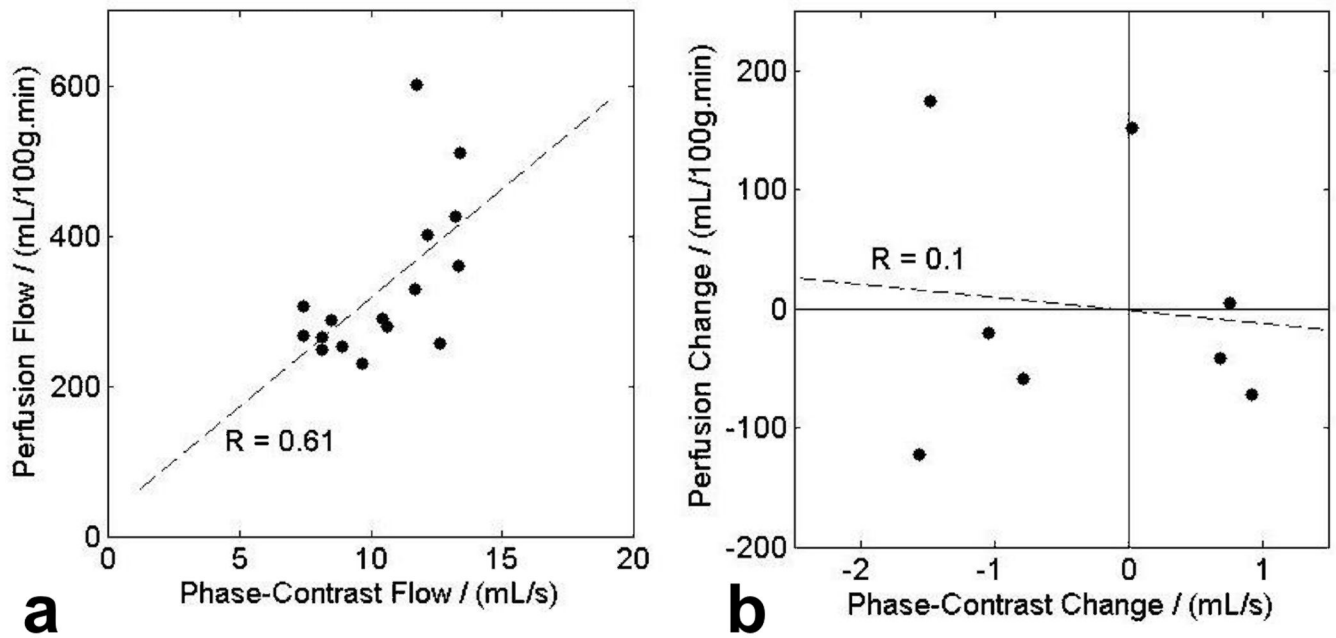 Perfusion Flow / (mL/100g.min)
600
400
200
0
R = 0.61
0 5 10 15 20
Phase-Contrast Flow / (mL/s)
a
Perfusion Change / (mL/100g.min)
200
100
0
-100
-200
R = 0.1
-2 -1 0 1
Phase-Contrast Change / (mL/s)
b